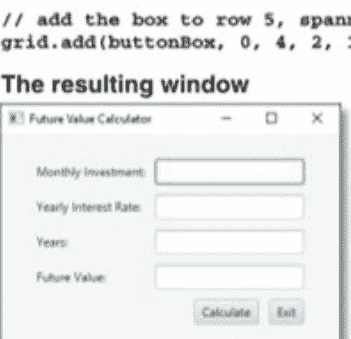 // add the box to row 5,
grid.add(buttonBox, 0, 4, 2,
The resulting window
Future Value Calculator
Monthly Investment:
Yearly Interest Rate:
Years:
Future Value:
Calculate Exit